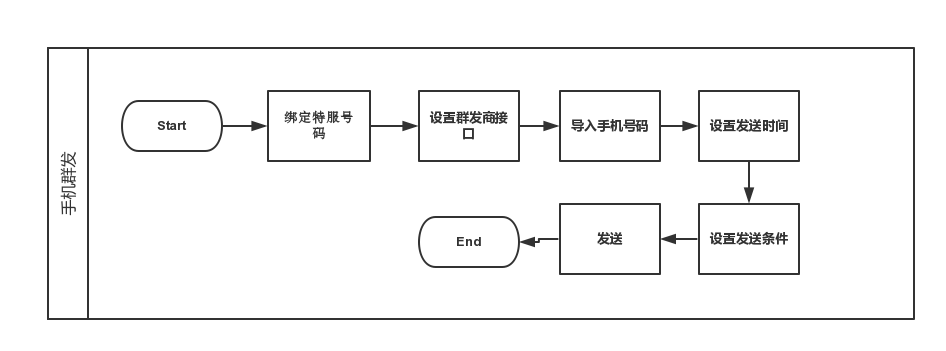 手机群发
Start
绑定特服号
码
设置群发商接
口
导入手机号码
设置发送时间
End
发送
设置发送条件